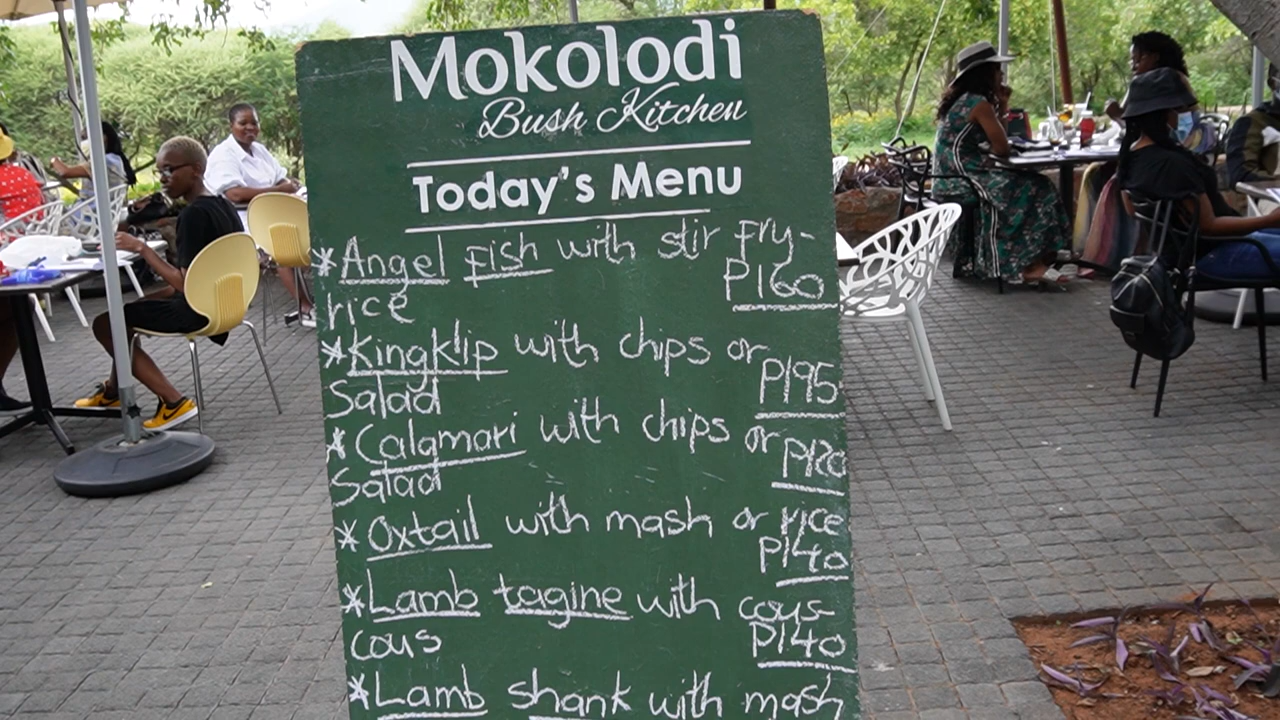 Mokolodi
Bush Kitchen
Today's Menu
*Angel Fish with stir fry-
rice P160
*Kingklip with chips or
Salad P195
*Calamari with chips or
Salad P120
*Oxtail with mash or rice
P140
*Lamb tagine with cous-
cous P140
*Lamb shank with mash